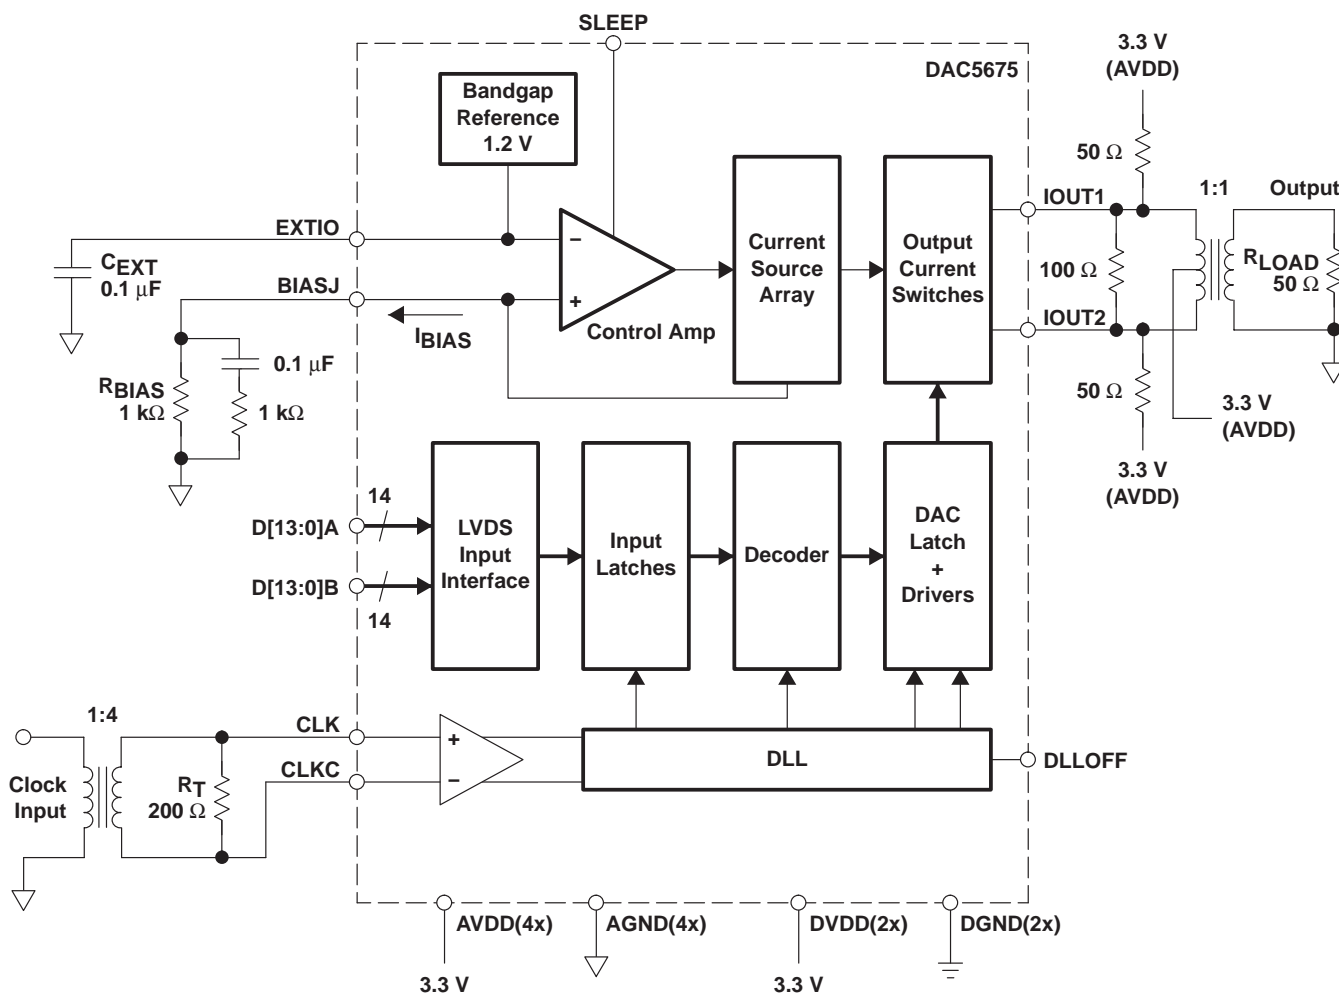 SLEEP
DAC5675
3.3 V
(AVDD)
Bandgap
Reference
1.2 V
50 Ω
1:1
Output
IOUT1
EXTIO
−
+
Control Amp
Current
Source
Array
Output
Current
Switches
100 Ω
RLOAD
50 Ω
CEXT
0.1 µF
BIASJ
IBIAS
IOUT2
0.1 µF
RBIAS
1 kΩ
1 kΩ
50 Ω
3.3 V
(AVDD)
3.3 V
(AVDD)
14
D[13:0]A
D[13:0]B
14
LVDS
Input
Interface
Input
Latches
Decoder
DAC
Latch
+
Drivers
1:4
CLK
CLKC
+
−
DLL
DLLOFF
Clock
Input
RT
200 Ω
AVDD(4x)
AGND(4x)
DVDD(2x)
DGND(2x)
3.3 V
3.3 V